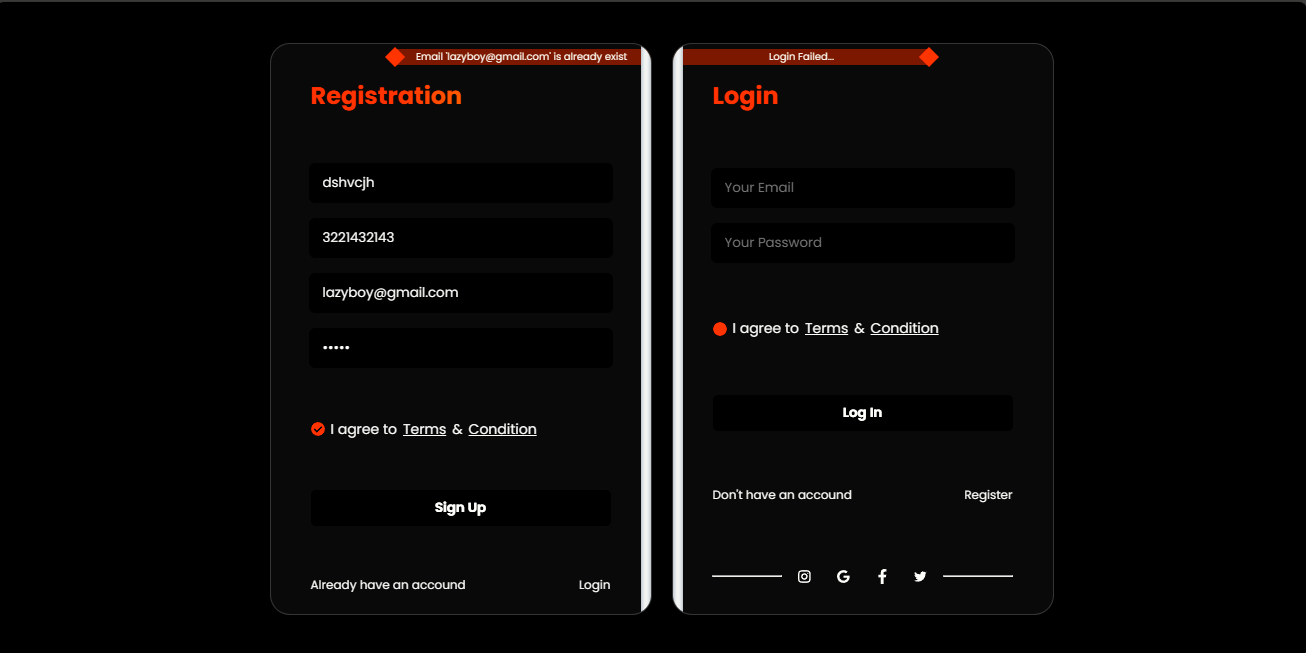 Email 'lazyboy@gmail.com' is already exist
Registration
dshvcjh
3221432143
lazyboy@gmail.com
•••••
I agree to Terms & Condition
Sign Up
Already have an accound Login
Login Failed...
Login
Your Email
Your Password
I agree to Terms & Condition
Log In
Don't have an accound Register